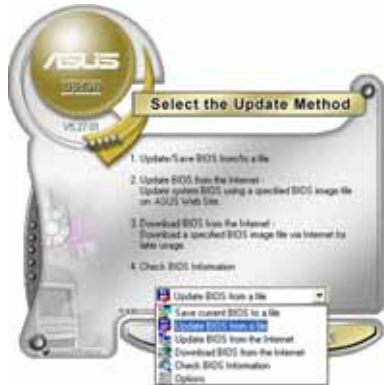 ASUS
Update
V5.27.01
Select the Update Method
1. Update/Save BIOS from/to a file
2. Update BIOS from the Internet -
Update system BIOS using a specified BIOS image file
on ASUS Web Site.
3. Download BIOS from the Internet -
Download a specified BIOS image file via Internet for
later usage.
4. Check BIOS Information
Update BIOS from a file
Save current BIOS to a file
Update BIOS from a file
Update BIOS from the Internet
Download BIOS from the Internet
Check BIOS Information
Options